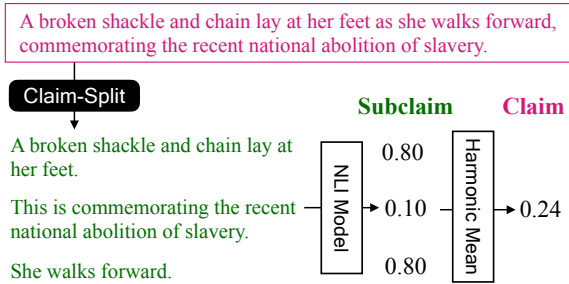 A broken shackle and chain lay at her feet as she walks forward,
commemorating the recent national abolition of slavery.
Claim-Split
Subclaim
Claim
A broken shackle and chain lay at
her feet.
This is commemorating the recent
national abolition of slavery.
She walks forward.
NLI Model
0.80
0.10
0.80
Harmonic Mean
0.24